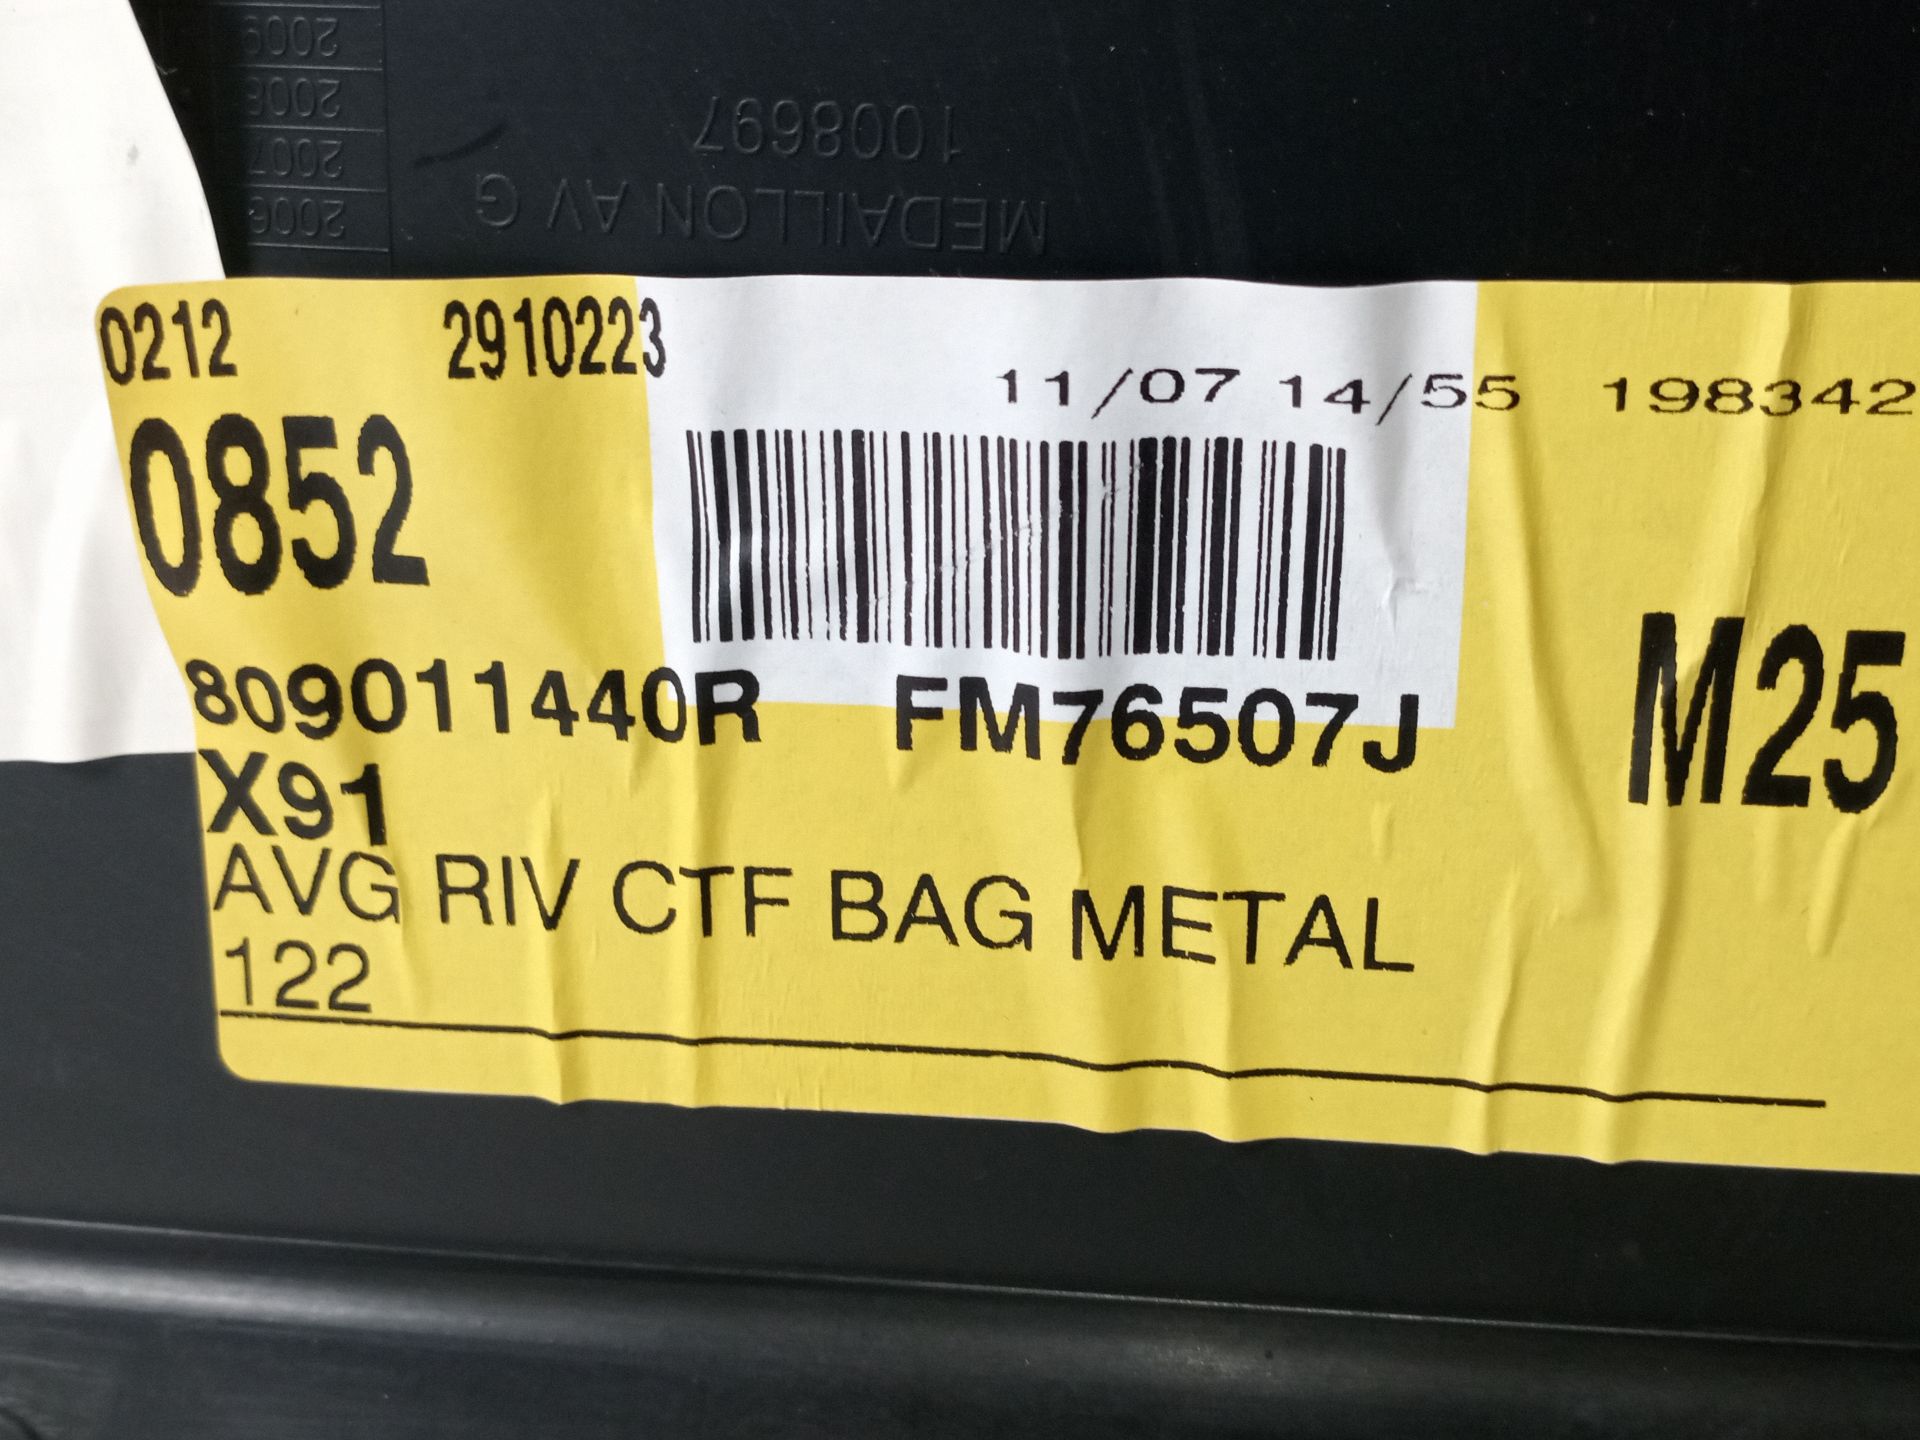 2009
2008
2007
2006
1008697
MEDAILLON AV G
0212 2910223
11/07 14/55 198342
0852
809011440R FM76507J M25
X91
AVG RIV CTF BAG METAL
122